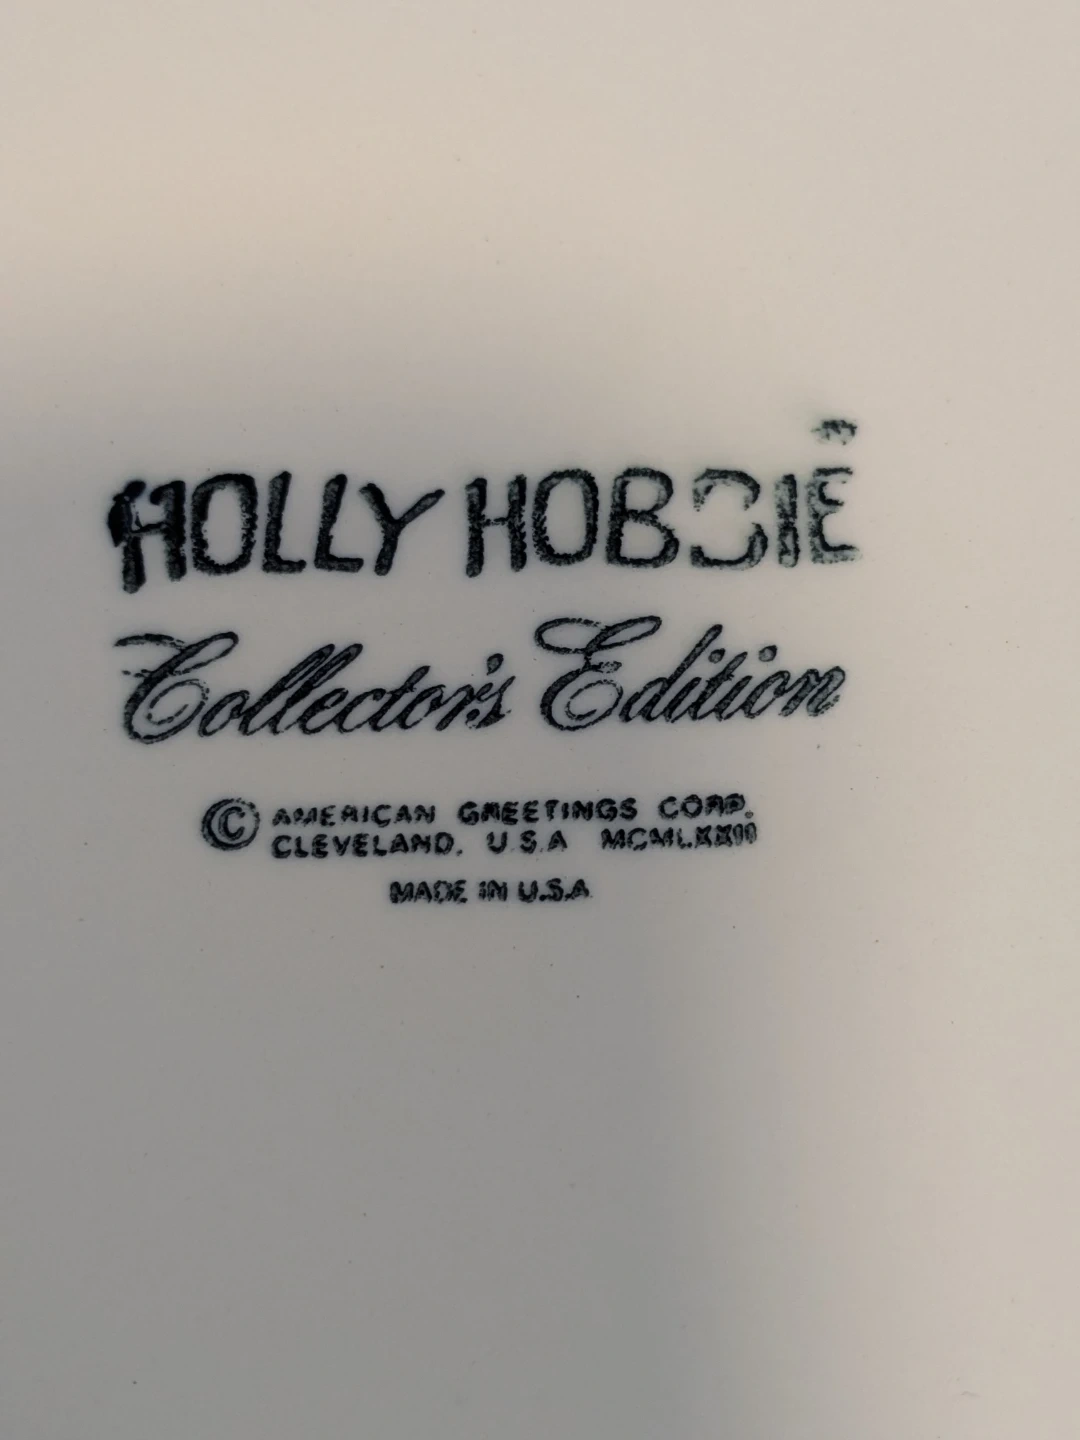 HOLLY HOBBIE
Collector's Edition
© AMERICAN GREETINGS CORP.
CLEVELAND, U.S.A
MADE IN U.S.A